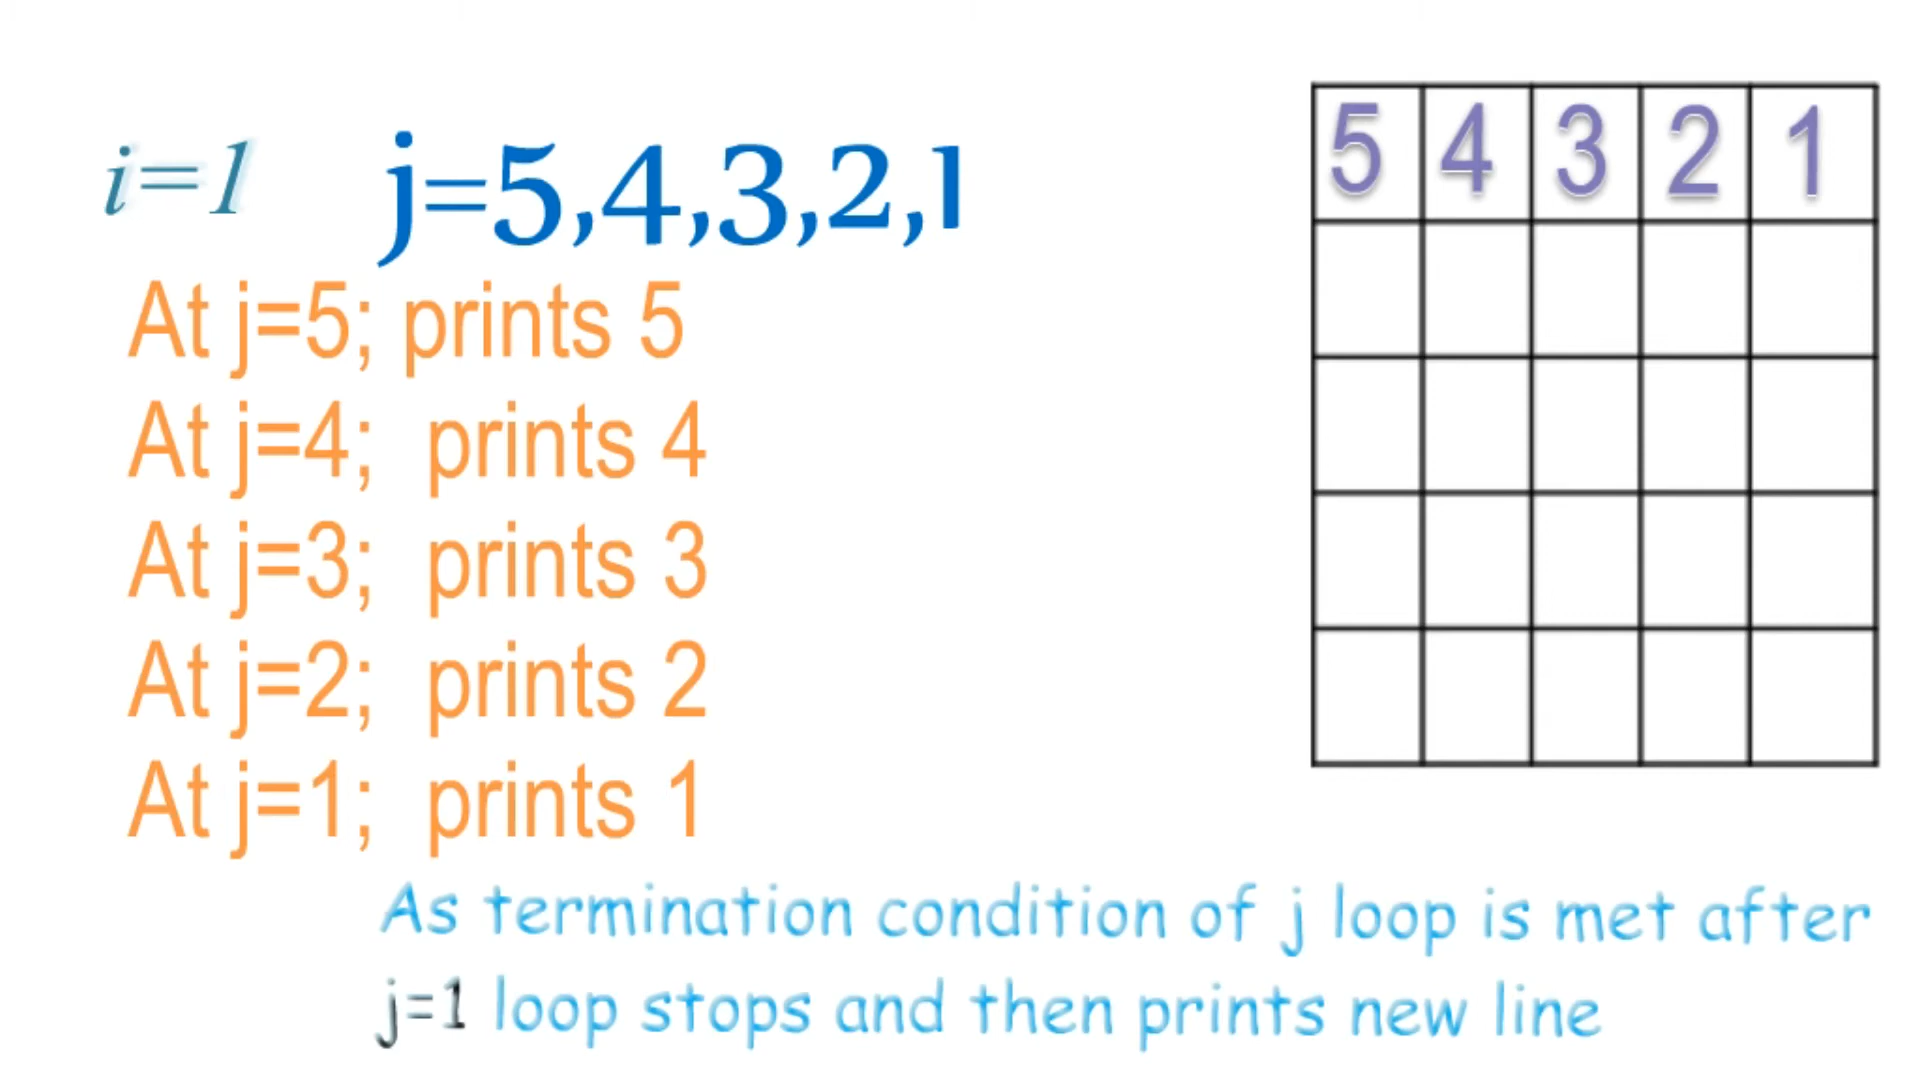 i=1 j=5,4,3,2,1
At j=5; prints 5
At j=4; prints 4
At j=3; prints 3
At j=2; prints 2
At j=1; prints 1
As termination condition of j loop is met after
j=1 loop stops and then prints new line
5 4 3 2 1